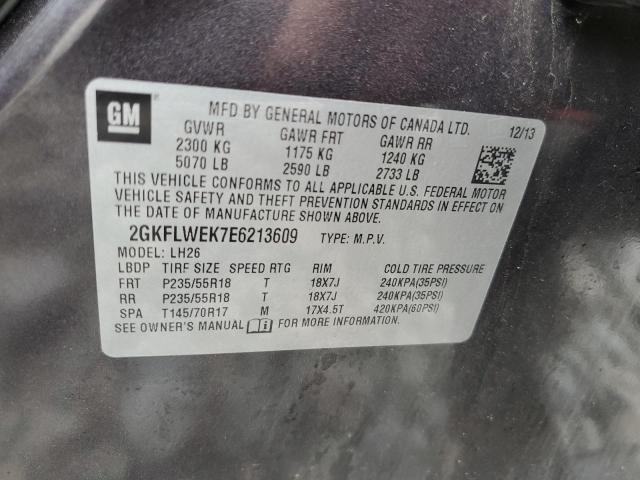 GM
MFD BY GENERAL MOTORS OF CANADA LTD.
GVWR GAWR FRT GAWR RR 12/13
2300 KG 1175 KG 1240 KG
5070 LB 2590 LB 2733 LB
THIS VEHICLE CONFORMS TO ALL APPLICABLE U.S. FEDERAL MOTOR
VEHICLE SAFETY AND THEFT PREVENTION STANDARDS IN EFFECT ON
THE DATE OF MANUFACTURE SHOWN ABOVE.
2GKFLWEK7E6213609 TYPE: M.P.V.
MODEL: LH26
LBDP TIRE SIZE SPEED RTG RIM COLD TIRE PRESSURE
FRT P235/55R18 T 18X7J 240KPA(35PSI)
RR P235/55R18 T 18X7J 240KPA(35PSI)
SPA T145/70R17 M 17X4.5T 420KPA(60PSI)
SEE OWNER'S MANUAL FOR MORE INFORMATION.